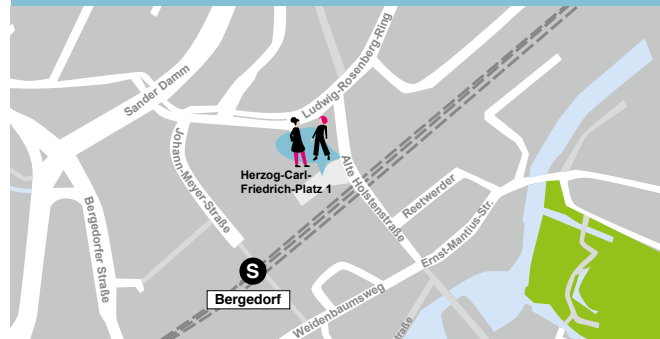 Sander Damm
Ludwig-Rosenberg-Ring
Johann-Meyer-Straße
Herzog-Carl-
Friedrich-Platz 1
Alte Holstenstraße
Bergedorfer Straße
Reetwerder
Ernst-Mantius-Str.
S
Bergedorf
Weidenbaumsweg
straße